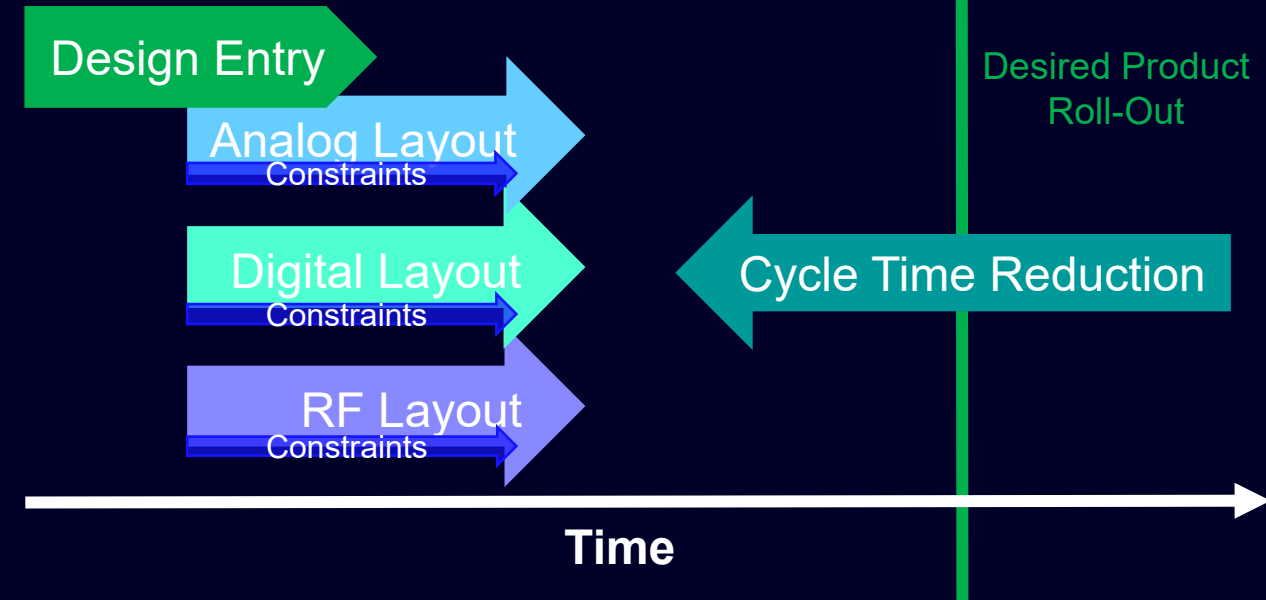 Design Entry
Desired Product
Roll-Out
Analog Layout
Constraints
Digital Layout
Constraints
Cycle Time Reduction
RF Layout
Constraints
Time